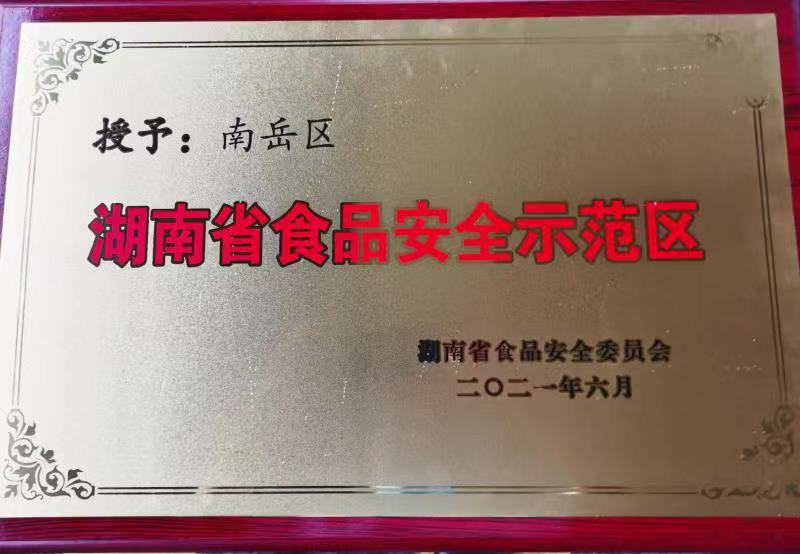 授予：南岳区
湖南省食品安全示范区
湖南省食品安全委员会
二〇二一年六月